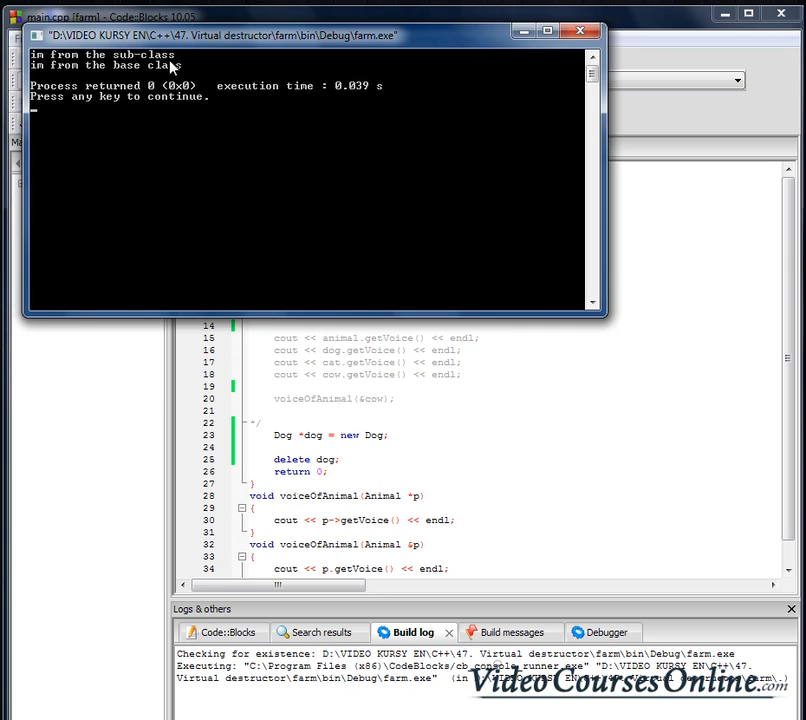 main.cpp [farm] - Code::Blocks 10.05
"D:\VIDEO KURSY EN\C++\47. Virtual destructor\farm\bin\Debug\farm.exe"
im from the sub-class
im from the base class
Process returned 0 (0x0)   execution time : 0.039 s
Press any key to continue.
14
15 cout << animal.getVoice() << endl;
16 cout << dog.getVoice() << endl;
17 cout << cat.getVoice() << endl;
18 cout << cow.getVoice() << endl;
19
20 voiceOfAnimal(&cow);
21
22 */
23 Dog *dog = new Dog;
24
25 delete dog;
26 return 0;
27 }
28 void voiceOfAnimal(Animal *p)
29 {
30 cout << p->getVoice() << endl;
31 }
32 void voiceOfAnimal(Animal &p)
33 {
34 cout << p.getVoice() << endl;
Logs & others
Code::Blocks Search results Build log Build messages Debugger
Checking for existence: D:\VIDEO KURSY EN\C++\47. Virtual destructor\farm\bin\Debug\farm.exe
Executing: "C:\Program Files (x86)\CodeBlocks/cb_console_runner.exe" "D:\VIDEO KURSY EN\C++\47.
Virtual destructor\farm\bin\Debug\farm.exe"  (in D:\VIDEO KURSY EN\C++\47. Virtual destructor\farm\.)
VideoCoursesOnline.com